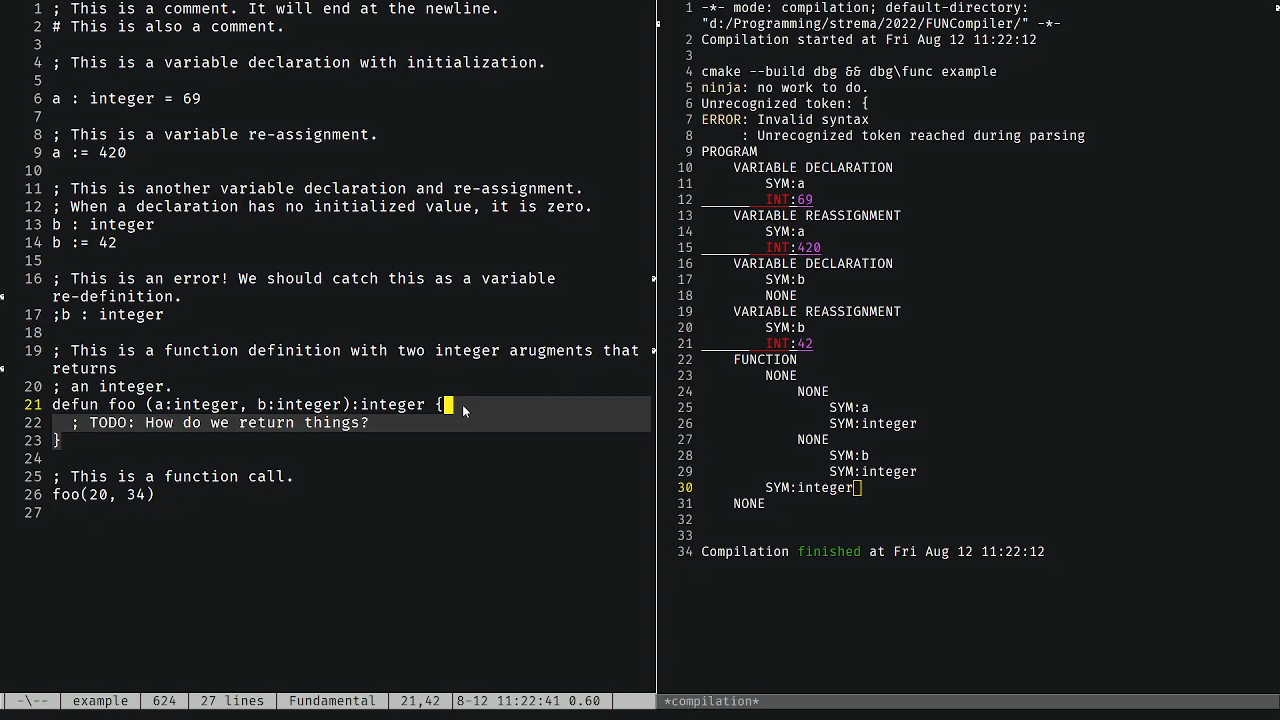 1 ; This is a comment. It will end at the newline.
2 # This is also a comment.
3
4 ; This is a variable declaration with initialization.
5
6 a : integer = 69
7
8 ; This is a variable re-assignment.
9 a := 420
10
11 ; This is another variable declaration and re-assignment.
12 ; When a declaration has no initialized value, it is zero.
13 b : integer
14 b := 42
15
16 ; This is an error! We should catch this as a variable
re-definition.
17 ;b : integer
18
19 ; This is a function definition with two integer arugments that
returns
20 ; an integer.
21 defun foo (a:integer, b:integer):integer {
22   ; TODO: How do we return things?
23 }
24
25 ; This is a function call.
26 foo(20, 34)
27
-\-- example 624 27 lines Fundamental 21,42 8-12 11:22:41 0.60
1 -*- mode: compilation; default-directory:
"d:/Programming/strema/2022/FUNCompiler/" -*-
2 Compilation started at Fri Aug 12 11:22:12
3
4 cmake --build dbg && dbg\func example
5 ninja: no work to do.
6 Unrecognized token: {
7 ERROR: Invalid syntax
8      : Unrecognized token reached during parsing
9 PROGRAM
10     VARIABLE DECLARATION
11         SYM:a
12         INT:69
13     VARIABLE REASSIGNMENT
14         SYM:a
15         INT:420
16     VARIABLE DECLARATION
17         SYM:b
18         NONE
19     VARIABLE REASSIGNMENT
20         SYM:b
21         INT:42
22     FUNCTION
23         NONE
24             NONE
25                 SYM:a
26                 SYM:integer
27             NONE
28                 SYM:b
29                 SYM:integer
30         SYM:integer
31     NONE
32
33
34 Compilation finished at Fri Aug 12 11:22:12
*compilation*